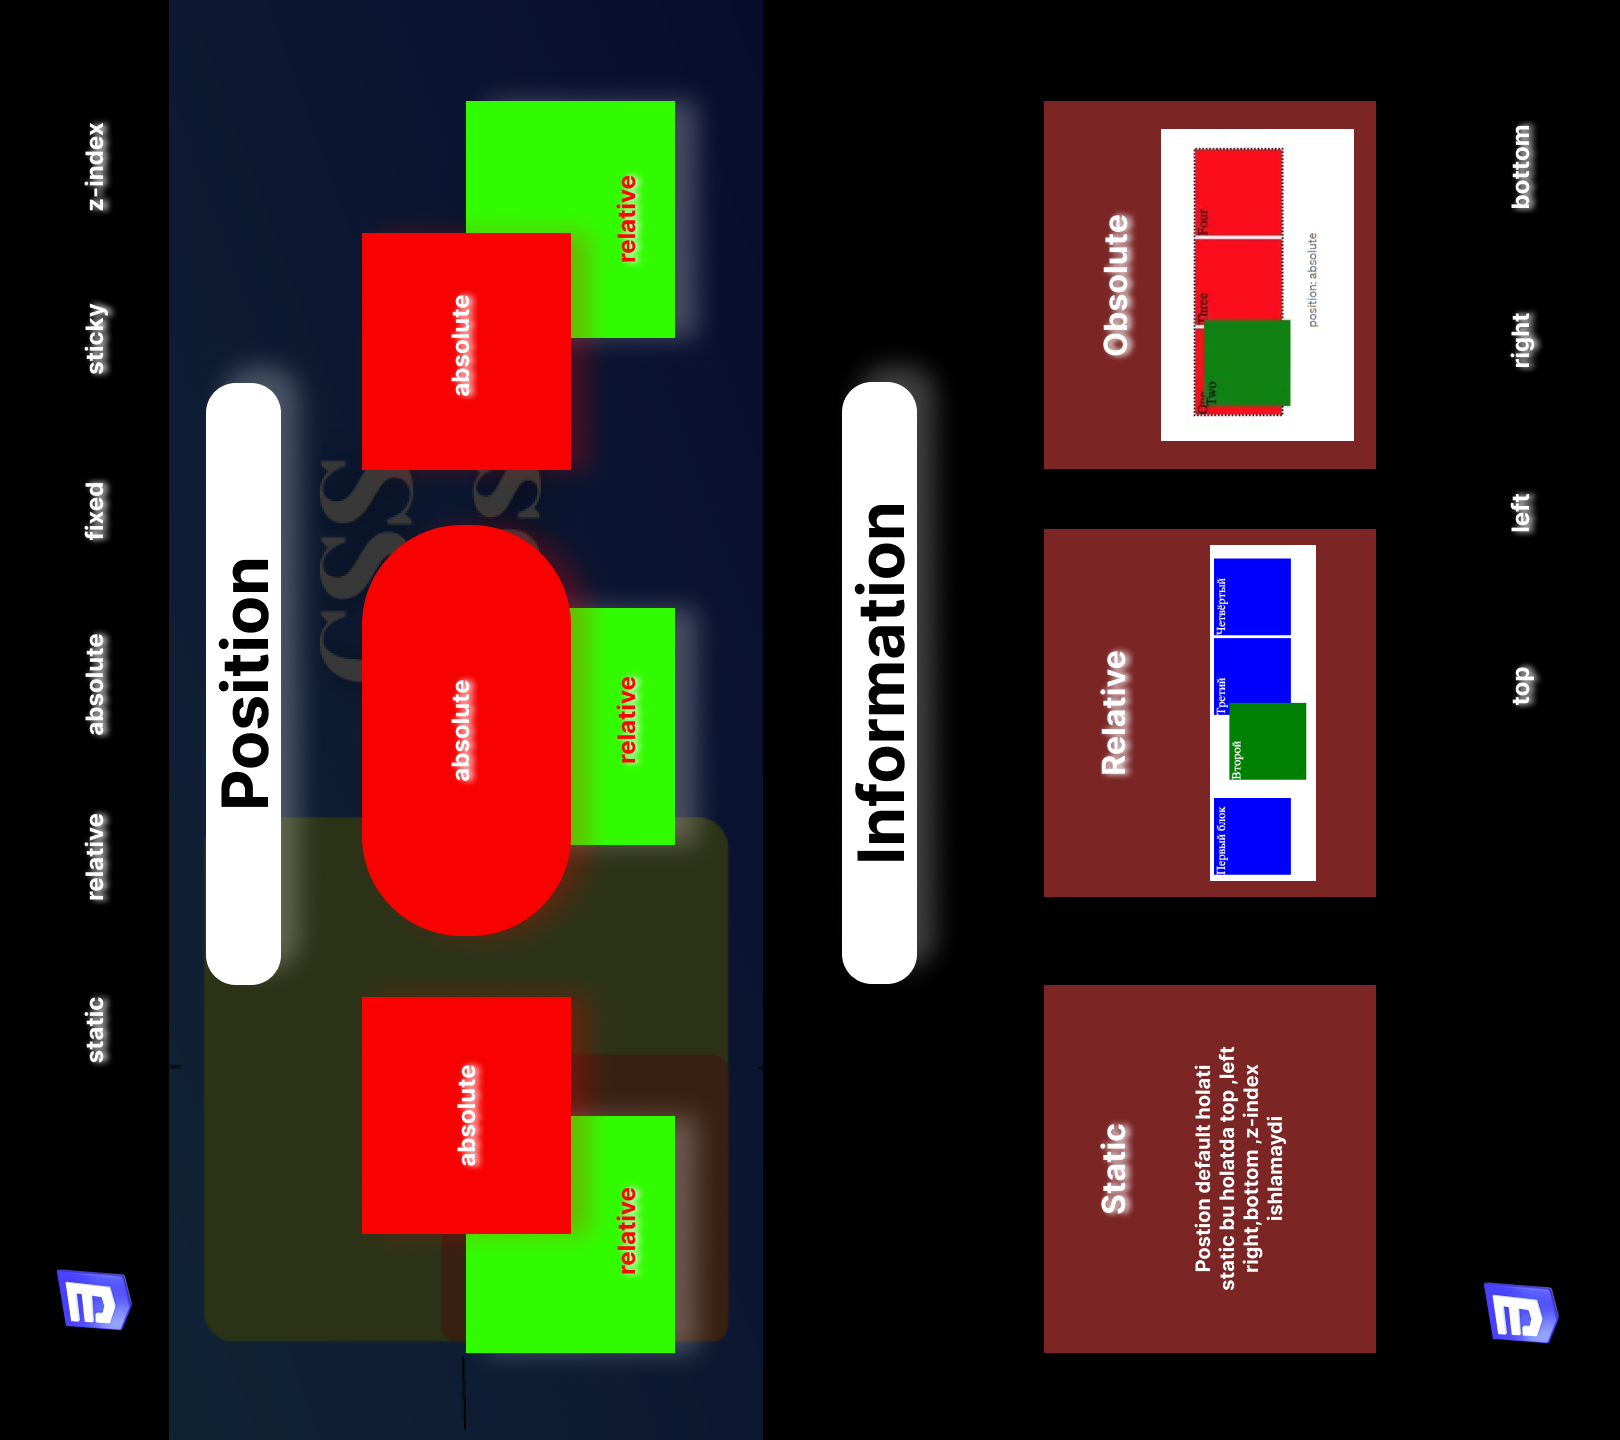 static
relative
absolute
fixed
sticky
z-index
Position
CSS
absolute
absolute
absolute
relative
relative
relative
Information
Static
Postion default holati
static bu holatda top ,left
right,bottom ,z-index
ishlamaydi
Relative
Первый блок
Второй
Третий
Четвёртый
Obsolute
One
Two
Three
Four
position: absolute
top
left
right
bottom